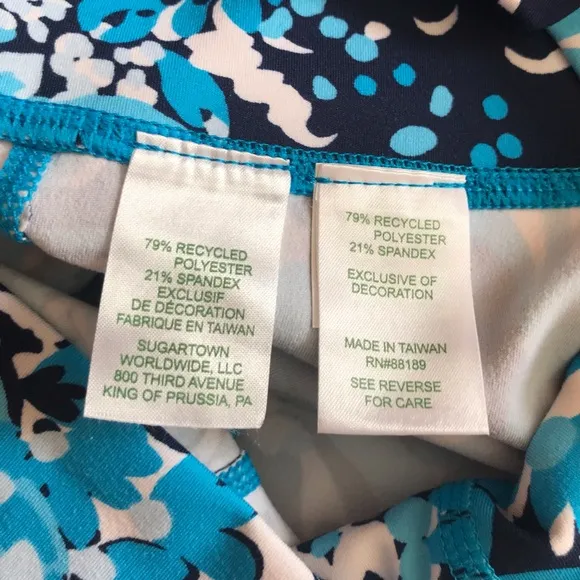 79% RECYCLED
POLYESTER
21% SPANDEX
EXCLUSIF
DE DÉCORATION
FABRIQUE EN TAIWAN
SUGARTOWN
WORLDWIDE, LLC
800 THIRD AVENUE
KING OF PRUSSIA, PA
79% RECYCLED
POLYESTER
21% SPANDEX
EXCLUSIVE OF
DECORATION
MADE IN TAIWAN
RN#88189
SEE REVERSE
FOR CARE